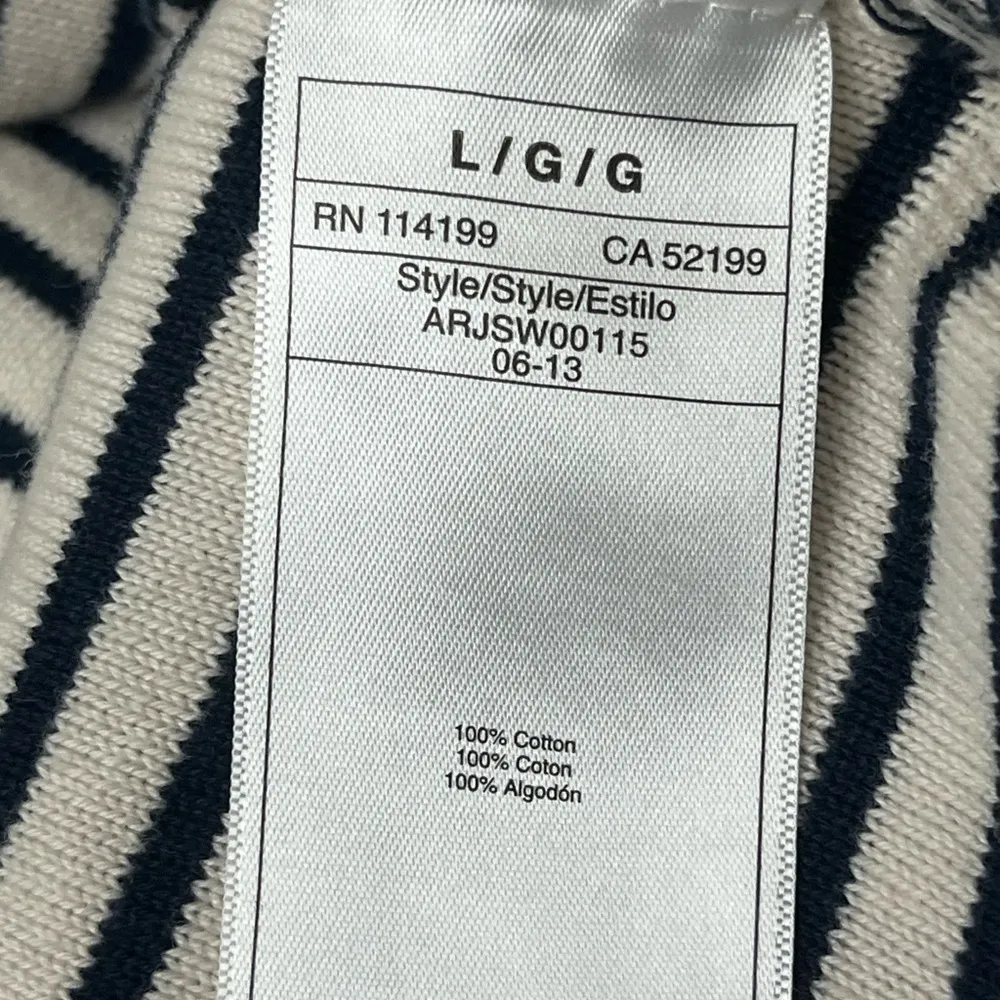 L/G/G
RN 114199 CA 52199
Style/Style/Estilo
ARJSW00115
06-13
100% Cotton
100% Coton
100% Algodón